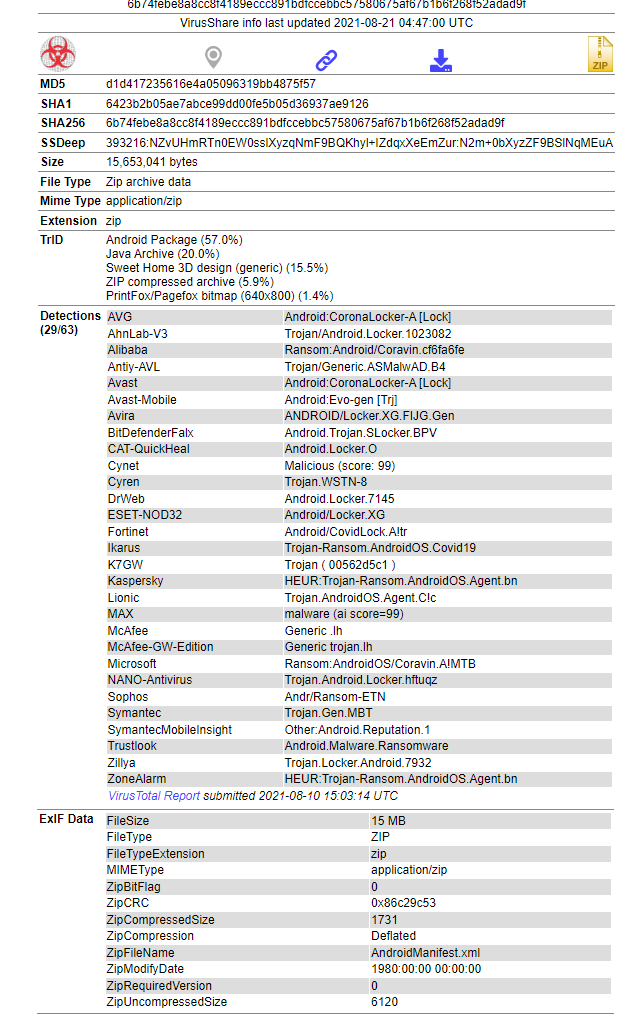 6b74febe8a8cc8f4189eccc891bdfccebbc57580675af67b1b6f268f52adad9f
VirusShare info last updated 2021-08-21 04:47:00 UTC
ZIP
MD5 d1d417235616e4a05096319bb4875f57
SHA1 6423b2b05ae7abce99dd00fe5b05d36937ae9126
SHA256 6b74febe8a8cc8f4189eccc891bdfccebbc57580675af67b1b6f268f52adad9f
SSDeep 393216:NZvUHmRTn0EW0sslXyzqNmF9BQKhyl+IZdqxXeEmZur:N2m+0bXyzZF9BSlNqMEuA
Size 15,653,041 bytes
File Type Zip archive data
Mime Type application/zip
Extension zip
TrID Android Package (57.0%)
Java Archive (20.0%)
Sweet Home 3D design (generic) (15.5%)
ZIP compressed archive (5.9%)
PrintFox/Pagefox bitmap (640x800) (1.4%)
Detections AVG Android:CoronaLocker-A [Lock]
(29/63) AhnLab-V3 Trojan/Android.Locker.1023082
Alibaba Ransom:Android/Coravin.cf6fa6fe
Antiy-AVL Trojan/Generic.ASMalwAD.B4
Avast Android:CoronaLocker-A [Lock]
Avast-Mobile Android:Evo-gen [Trj]
Avira ANDROID/Locker.XG.FIJG.Gen
BitDefenderFalx Android.Trojan.SLocker.BPV
CAT-QuickHeal Android.Locker.O
Cynet Malicious (score: 99)
Cyren Trojan.WSTN-8
DrWeb Android.Locker.7145
ESET-NOD32 Android/Locker.XG
Fortinet Android/CovidLock.A!tr
Ikarus Trojan-Ransom.AndroidOS.Covid19
K7GW Trojan ( 00562d5c1 )
Kaspersky HEUR:Trojan-Ransom.AndroidOS.Agent.bn
Lionic Trojan.AndroidOS.Agent.C!c
MAX malware (ai score=99)
McAfee Generic .lh
McAfee-GW-Edition Generic trojan.lh
Microsoft Ransom:AndroidOS/Coravin.A!MTB
NANO-Antivirus Trojan.Android.Locker.hftuqz
Sophos Andr/Ransom-ETN
Symantec Trojan.Gen.MBT
SymantecMobileInsight Other:Android.Reputation.1
Trustlook Android.Malware.Ransomware
Zillya Trojan.Locker.Android.7932
ZoneAlarm HEUR:Trojan-Ransom.AndroidOS.Agent.bn
VirusTotal Report submitted 2021-08-10 15:03:14 UTC
ExIF Data FileSize 15 MB
FileType ZIP
FileTypeExtension zip
MIMEType application/zip
ZipBitFlag 0
ZipCRC 0x86c29c53
ZipCompressedSize 1731
ZipCompression Deflated
ZipFileName AndroidManifest.xml
ZipModifyDate 1980:00:00 00:00:00
ZipRequiredVersion 0
ZipUncompressedSize 6120